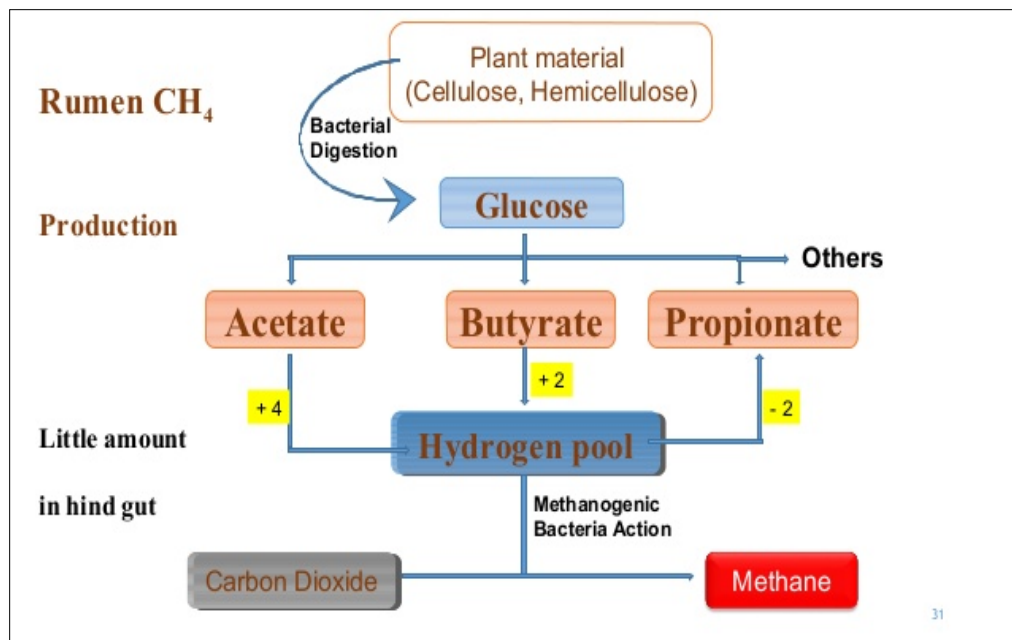 Plant material
(Cellulose, Hemicellulose)
Rumen CH₄
Bacterial
Digestion
Glucose
Production
Others
Acetate
Butyrate
Propionate
+ 4
+ 2
- 2
Little amount
Hydrogen pool
in hind gut
Methanogenic
Bacteria Action
Carbon Dioxide
Methane
31